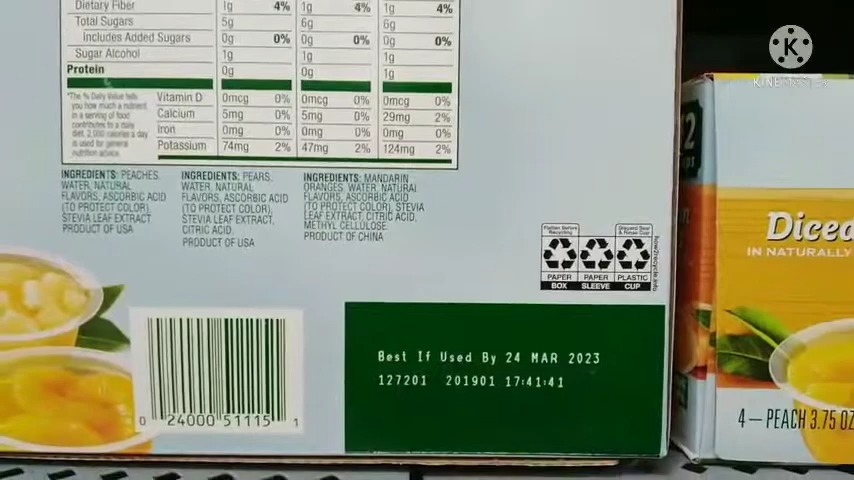 KINEMASTER
Dietary Fiber 1g 4% 1g 4% 1g 4%
Total Sugars 5g 6g 6g
Includes Added Sugars 0g 0% 0g 0% 0g 0%
Sugar Alcohol 1g 1g 1g
Protein 0g 0g 1g
*The % Daily Value tells
you how much a nutrient
in a serving of food
contributes to a daily
diet. 2,000 calories a day
is used for general
nutrition advice.
Vitamin D 0mcg 0% 0mcg 0% 0mcg 0%
Calcium 5mg 0% 5mg 0% 29mg 2%
Iron 0mg 0% 0mg 0% 0mg 0%
Potassium 74mg 2% 47mg 2% 124mg 2%
INGREDIENTS: PEACHES,
WATER, NATURAL
FLAVORS, ASCORBIC ACID
(TO PROTECT COLOR),
STEVIA LEAF EXTRACT
PRODUCT OF USA
INGREDIENTS: PEARS,
WATER, NATURAL
FLAVORS, ASCORBIC ACID
(TO PROTECT COLOR),
STEVIA LEAF EXTRACT,
CITRIC ACID.
PRODUCT OF USA
INGREDIENTS: MANDARIN
ORANGES, WATER, NATURAL
FLAVORS, ASCORBIC ACID
(TO PROTECT COLOR), STEVIA
LEAF EXTRACT, CITRIC ACID,
METHYL CELLULOSE.
PRODUCT OF CHINA
Flatten Before
Recycling
PAPER
BOX
PAPER
SLEEVE
PLASTIC
CUP
how2recycle.info
0 24000 51115 1
Best If Used By 24 MAR 2023
127201 201901 17:41:41
Diced
IN NATURALLY
4—PEACH 3.75 OZ